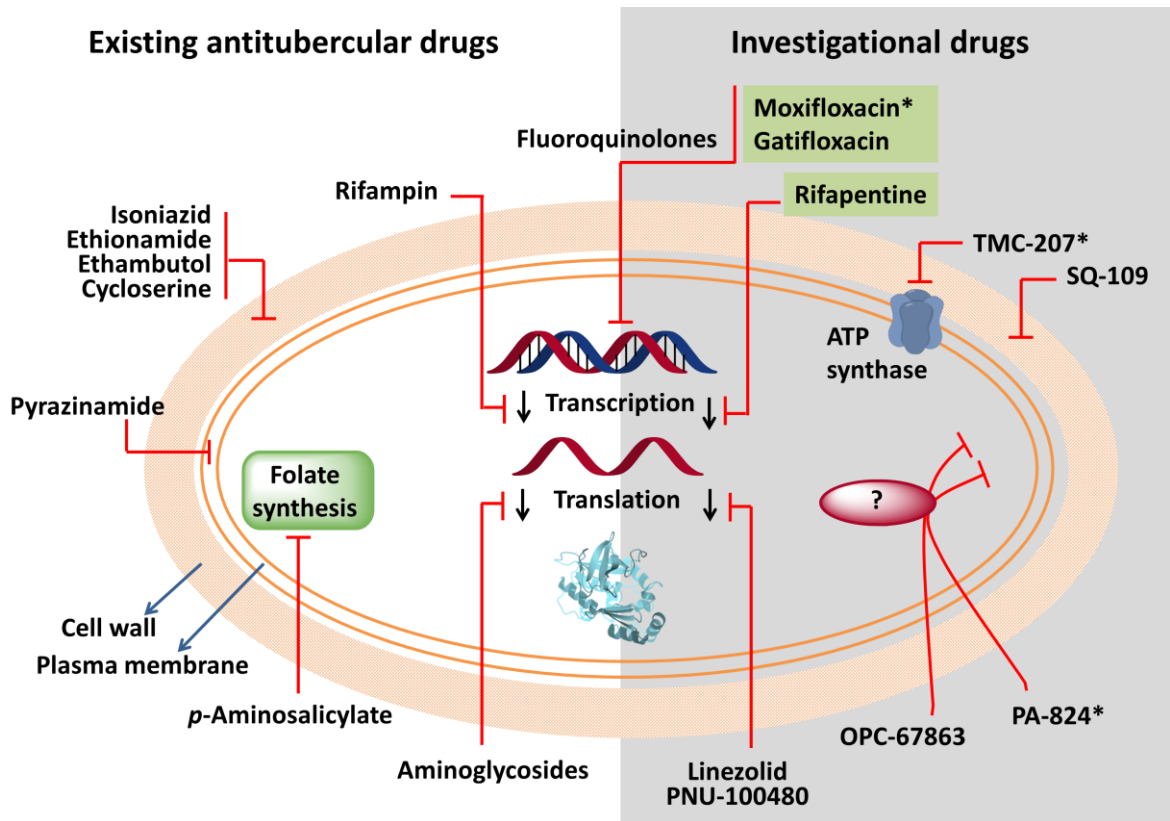 Existing antitubercular drugs
Investigational drugs
Fluoroquinolones
Moxifloxacin*
Gatifloxacin
Rifampin
Rifapentine
Isoniazid
Ethionamide
Ethambutol
Cycloserine
TMC-207*
SQ-109
ATP
synthase
Pyrazinamide
Transcription
Folate
synthesis
Translation
?
Cell wall
Plasma membrane
p-Aminosalicylate
PA-824*
OPC-67863
Aminoglycosides
Linezolid
PNU-100480